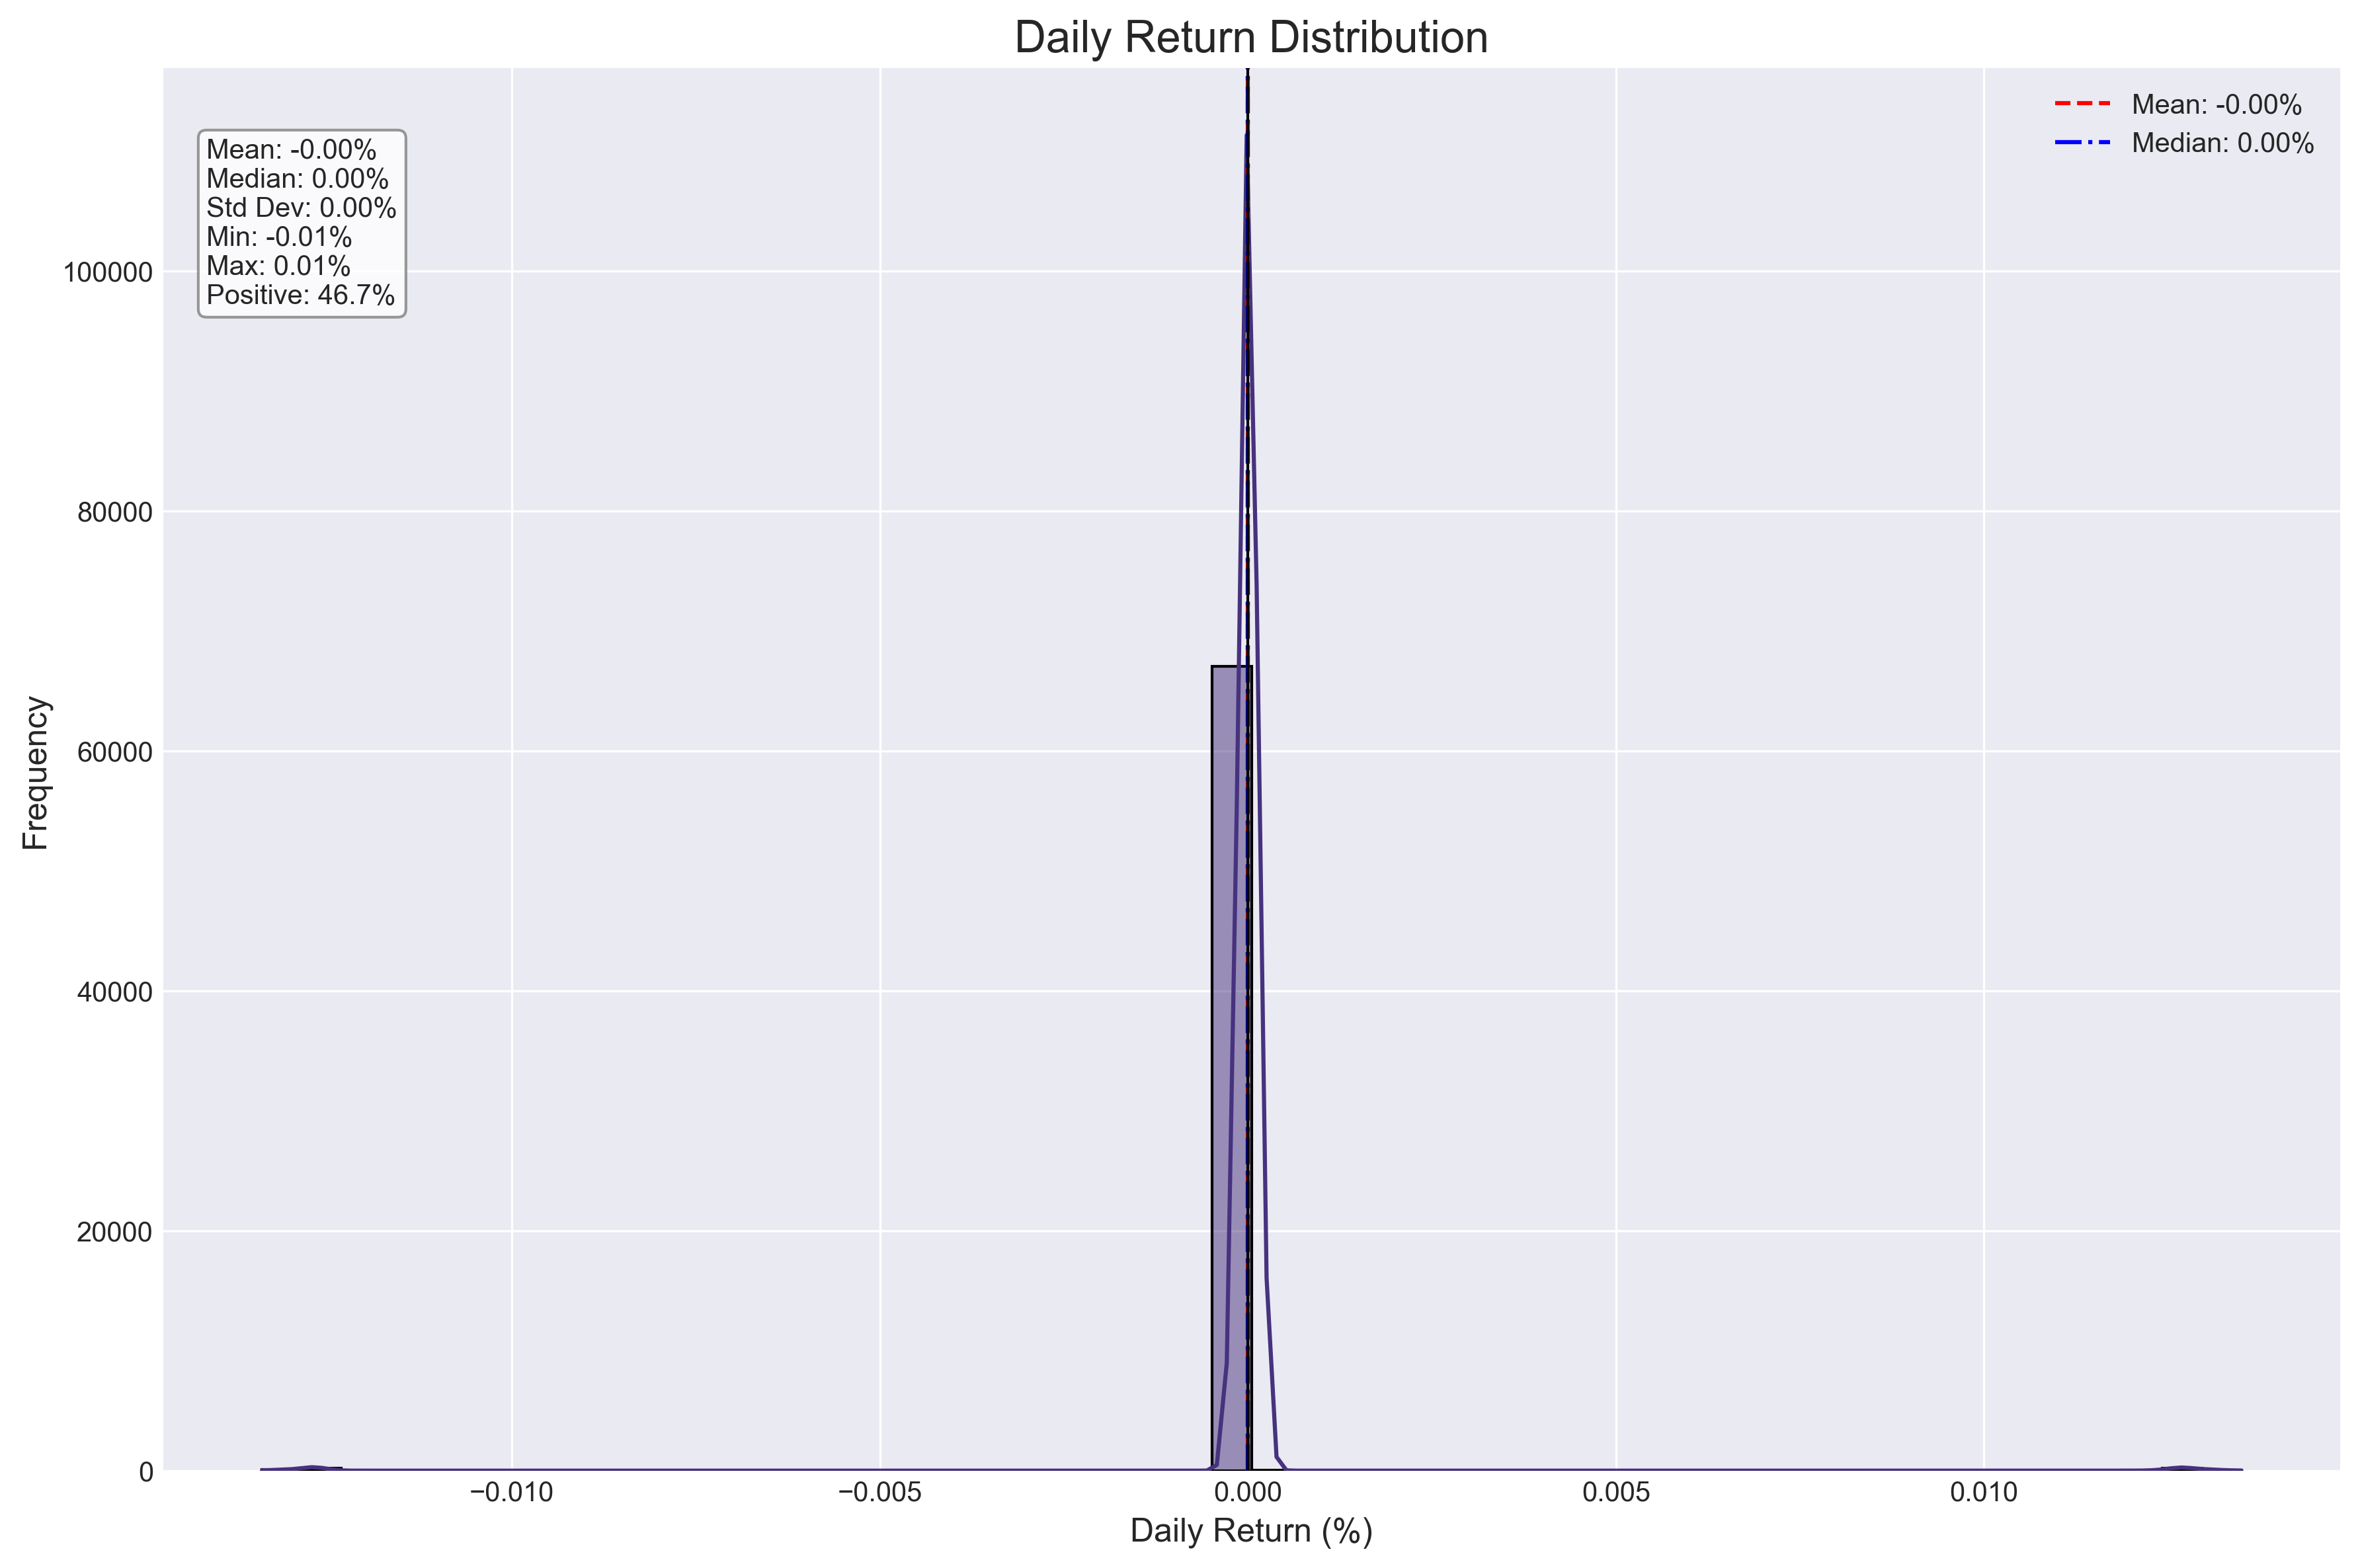 Daily Return Distribution
Mean: -0.00%
Median: 0.00%
Std Dev: 0.00%
Min: -0.01%
Max: 0.01%
Positive: 46.7%
Mean: -0.00%
Median: 0.00%
Frequency
100000
80000
60000
40000
20000
0
−0.010
−0.005
0.000
0.005
0.010
Daily Return (%)